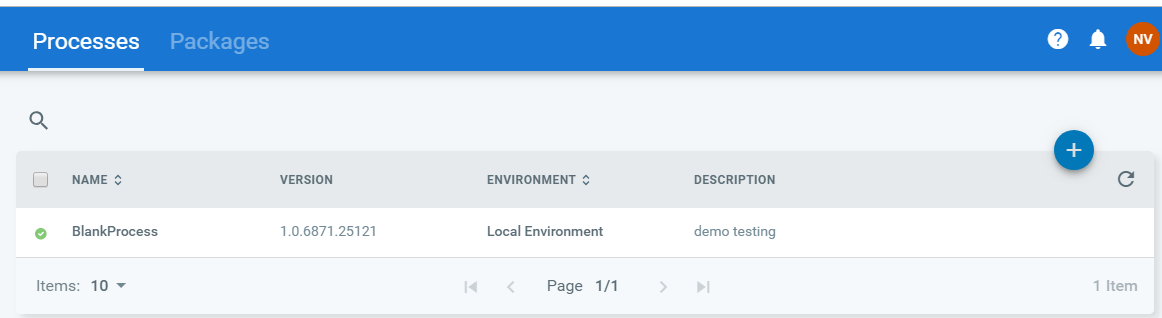 Processes Packages ? NV
+
NAME VERSION ENVIRONMENT DESCRIPTION
BlankProcess 1.0.6871.25121 Local Environment demo testing
Items: 10 Page 1/1 1 Item